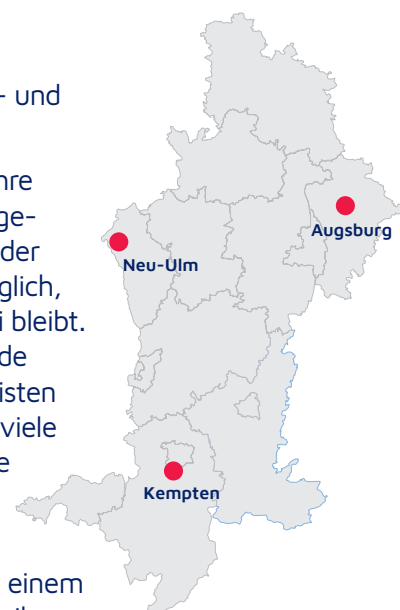 - und
hre
ge-
der
glich,
i bleibt.
de
isten
viele
e
einem
Augsburg
Neu-Ulm
Kempten